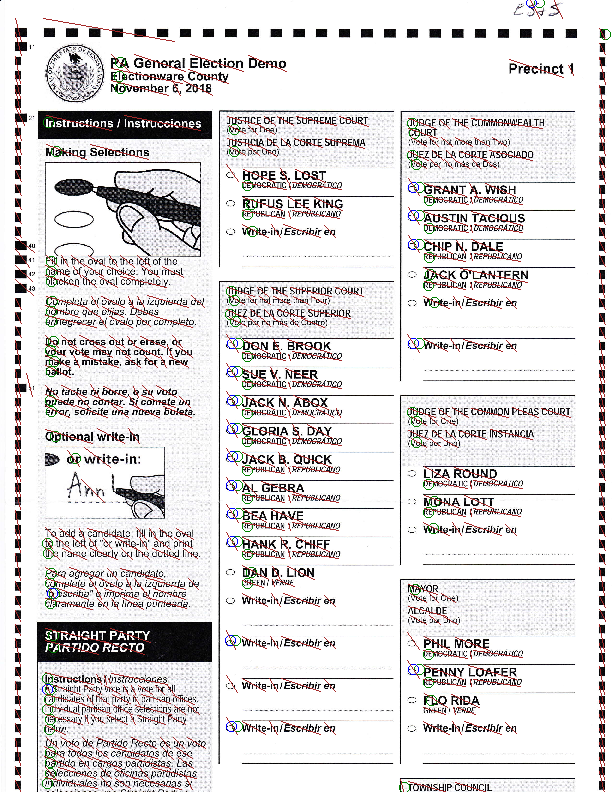 PA General Election Demo
Electionware County
November 6, 2018
Precinct 1
Instructions / Instrucciones
Making Selections
Fill in the oval to the left of the
name of your choice. You must
blacken the oval completely.
Complete el óvalo a la izquierda del
nombre que elijas. Debes
ennegrecer el óvalo por completo.
Do not cross out or erase, or
your vote may not count. If you
make a mistake, ask for a new
ballot.
No tache ni borre, o su voto
puede no contar. Si comete un
error, solicite una nueva boleta.
Optional write-in
or write-in:
Ann
To add a candidate, fill in the oval
to the left of "or write-in" and print
the name clearly on the dotted line.
Para agregar un candidato,
complete el óvalo a la izquierda de
"o escriba" e imprima el nombre
claramente en la línea punteada.
STRAIGHT PARTY
PARTIDO RECTO
Instructions / Instrucciones
A Straight Party vote is a vote for all
candidates of that party in partisan offices.
Individual partisan office selections are not
necessary if you select a Straight Party
below.
Un voto de Partido Recto es un voto
para todos los candidatos de ese
partido en cargos partidistas. Las
selecciones de oficinas partidistas
individuales no son necesarias si
JUSTICE OF THE SUPREME COURT
(Vote for One)
JUSTICIA DE LA CORTE SUPREMA
(Vote por Uno)
HOPE S. LOST
DEMOCRATIC / DEMOCRÁTICO
RUFUS LEE KING
REPUBLICAN / REPUBLICANO
Write-in/Escribir en
JUDGE OF THE SUPERIOR COURT
(Vote for not more than Four)
JUEZ DE LA CORTE SUPERIOR
(Vote por no más de Cuatro)
DON E. BROOK
DEMOCRATIC / DEMOCRÁTICO
SUE V. NEER
DEMOCRATIC / DEMOCRÁTICO
JACK N. ABOX
DEMOCRATIC / DEMOCRÁTICO
GLORIA S. DAY
DEMOCRATIC / DEMOCRÁTICO
JACK B. QUICK
REPUBLICAN / REPUBLICANO
AL GEBRA
REPUBLICAN / REPUBLICANO
BEA HAVE
REPUBLICAN / REPUBLICANO
HANK R. CHIFF
REPUBLICAN / REPUBLICANO
DAN D. LION
GREEN / VERDE
Write-in/Escribir en
Write-in/Escribir en
Write-in/Escribir en
Write-in/Escribir en
JUDGE OF THE COMMONWEALTH
COURT
(Vote for not more than Two)
JUEZ DE LA CORTE ASOCIADO
(Vote por no más de Dos)
GRANT A. WISH
DEMOCRATIC / DEMOCRÁTICO
AUSTIN TACIOUS
DEMOCRATIC / DEMOCRÁTICO
CHIP N. DALE
REPUBLICAN / REPUBLICANO
JACK O'LANTERN
REPUBLICAN / REPUBLICANO
Write-in/Escribir en
Write-in/Escribir en
JUDGE OF THE COMMON PLEAS COURT
(Vote for One)
JUEZ DE LA CORTE INSTANCIA
(Vote por Uno)
LIZA ROUND
DEMOCRATIC / DEMOCRÁTICO
MONA LOTT
REPUBLICAN / REPUBLICANO
Write-in/Escribir en
MAYOR
(Vote for One)
ALCALDE
(Vote por Uno)
PHIL MORE
DEMOCRATIC / DEMOCRÁTICO
PENNY LOAFER
REPUBLICAN / REPUBLICANO
FLO RIDA
GREEN / VERDE
Write-in/Escribir en
TOWNSHIP COUNCIL